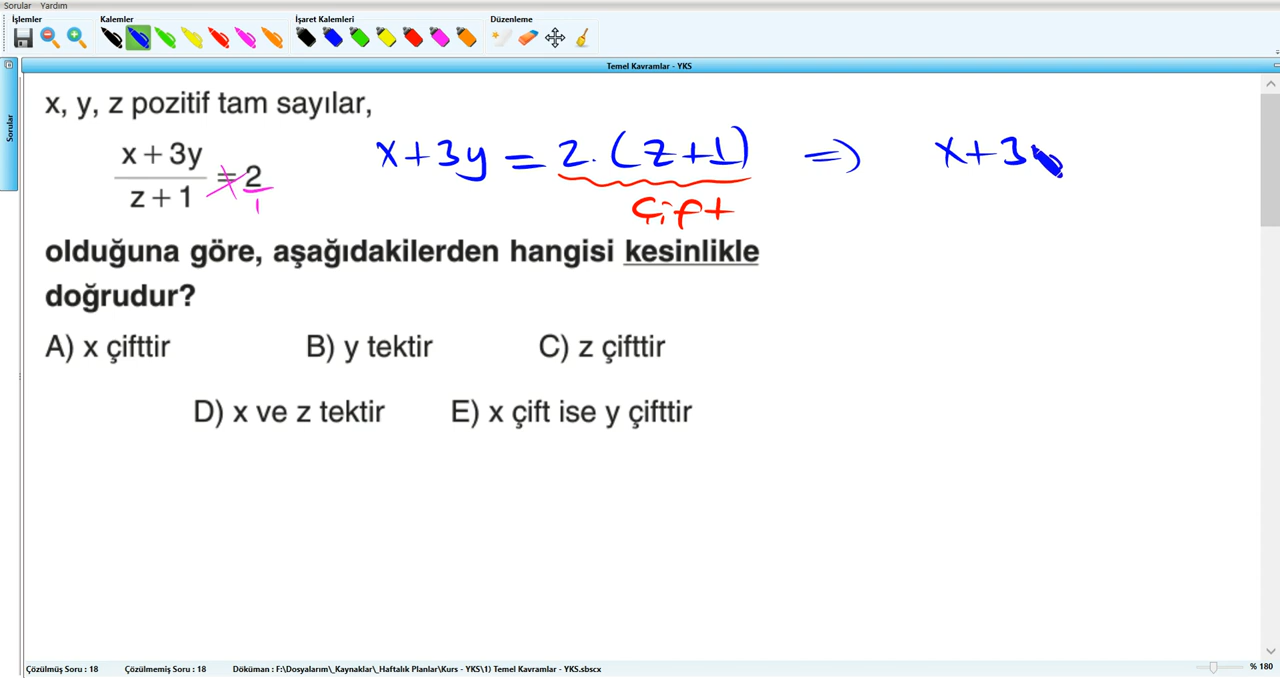 Sorular Yardım
İşlemler Kalemler İşaret Kalemleri Düzenleme
Temel Kavramlar - YKS
Sorular
x, y, z pozitif tam sayılar,
x + 3y
z + 1
= 2
1
x + 3y = 2. (z + 1) => x + 3
çift
olduğuna göre, aşağıdakilerden hangisi kesinlikle
doğrudur?
A) x çifttir B) y tektir C) z çifttir
D) x ve z tektir E) x çift ise y çifttir
Çözülmüş Soru : 18 Çözülmemiş Soru : 18 Döküman : F:\Dosyalarım\_Kaynaklar\_Haftalık Planlar\Kurs - YKS\1) Temel Kavramlar - YKS.sbscx % 180